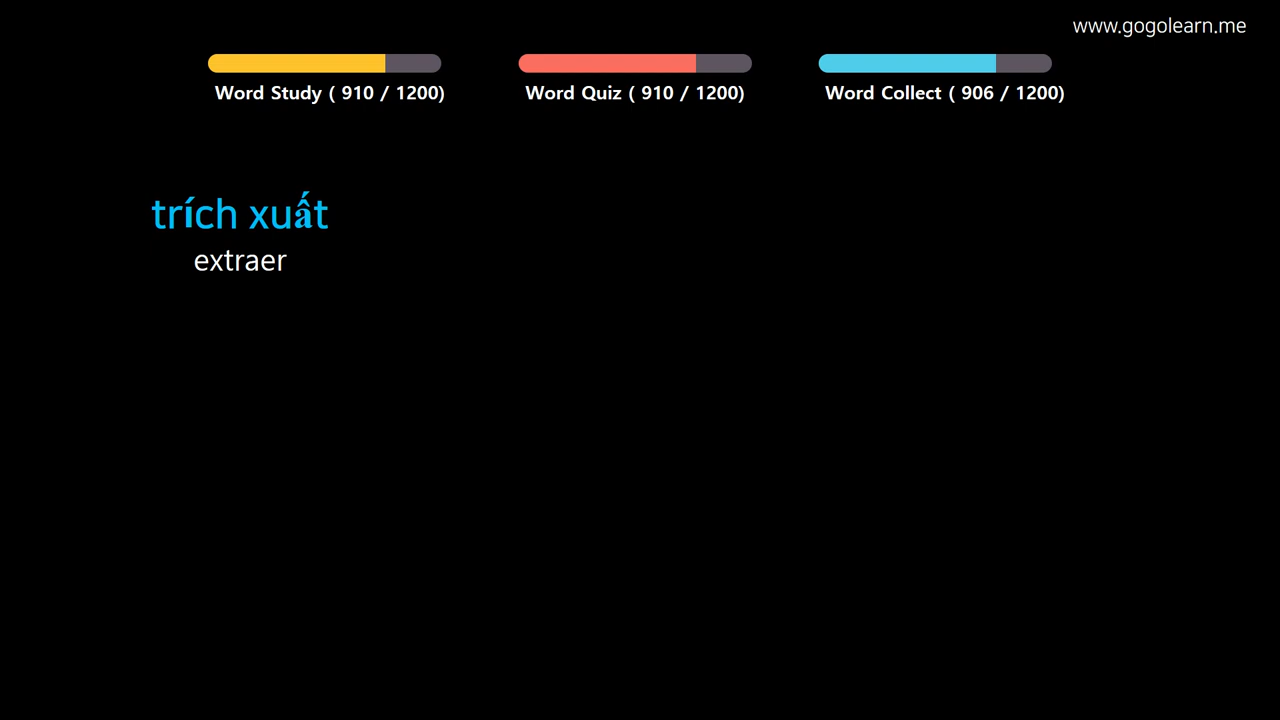 www.gogolearn.me
Word Study ( 910 / 1200)
Word Quiz ( 910 / 1200)
Word Collect ( 906 / 1200)
trích xuất
extraer